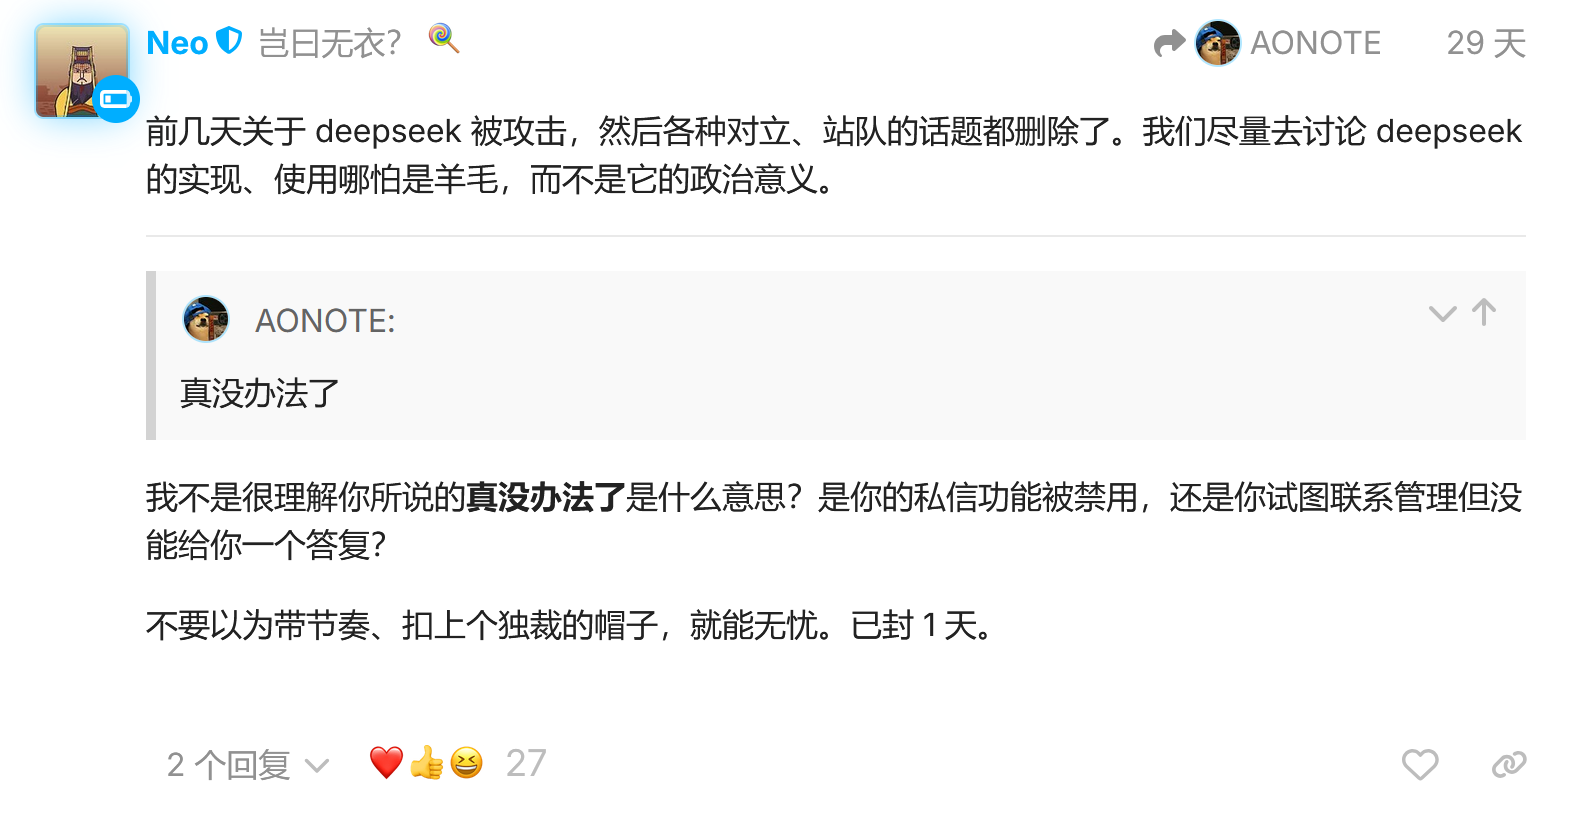 Neo 岂曰无衣？ AONOTE 29 天
前几天关于 deepseek 被攻击，然后各种对立、站队的话题都删除了。我们尽量去讨论 deepseek
的实现、使用哪怕是羊毛，而不是它的政治意义。
AONOTE:
真没办法了
我不是很理解你所说的真没办法了是什么意思？是你的私信功能被禁用，还是你试图联系管理但没
能给你一个答复？
不要以为带节奏、扣上个独裁的帽子，就能无忧。已封 1 天。
2 个回复 27